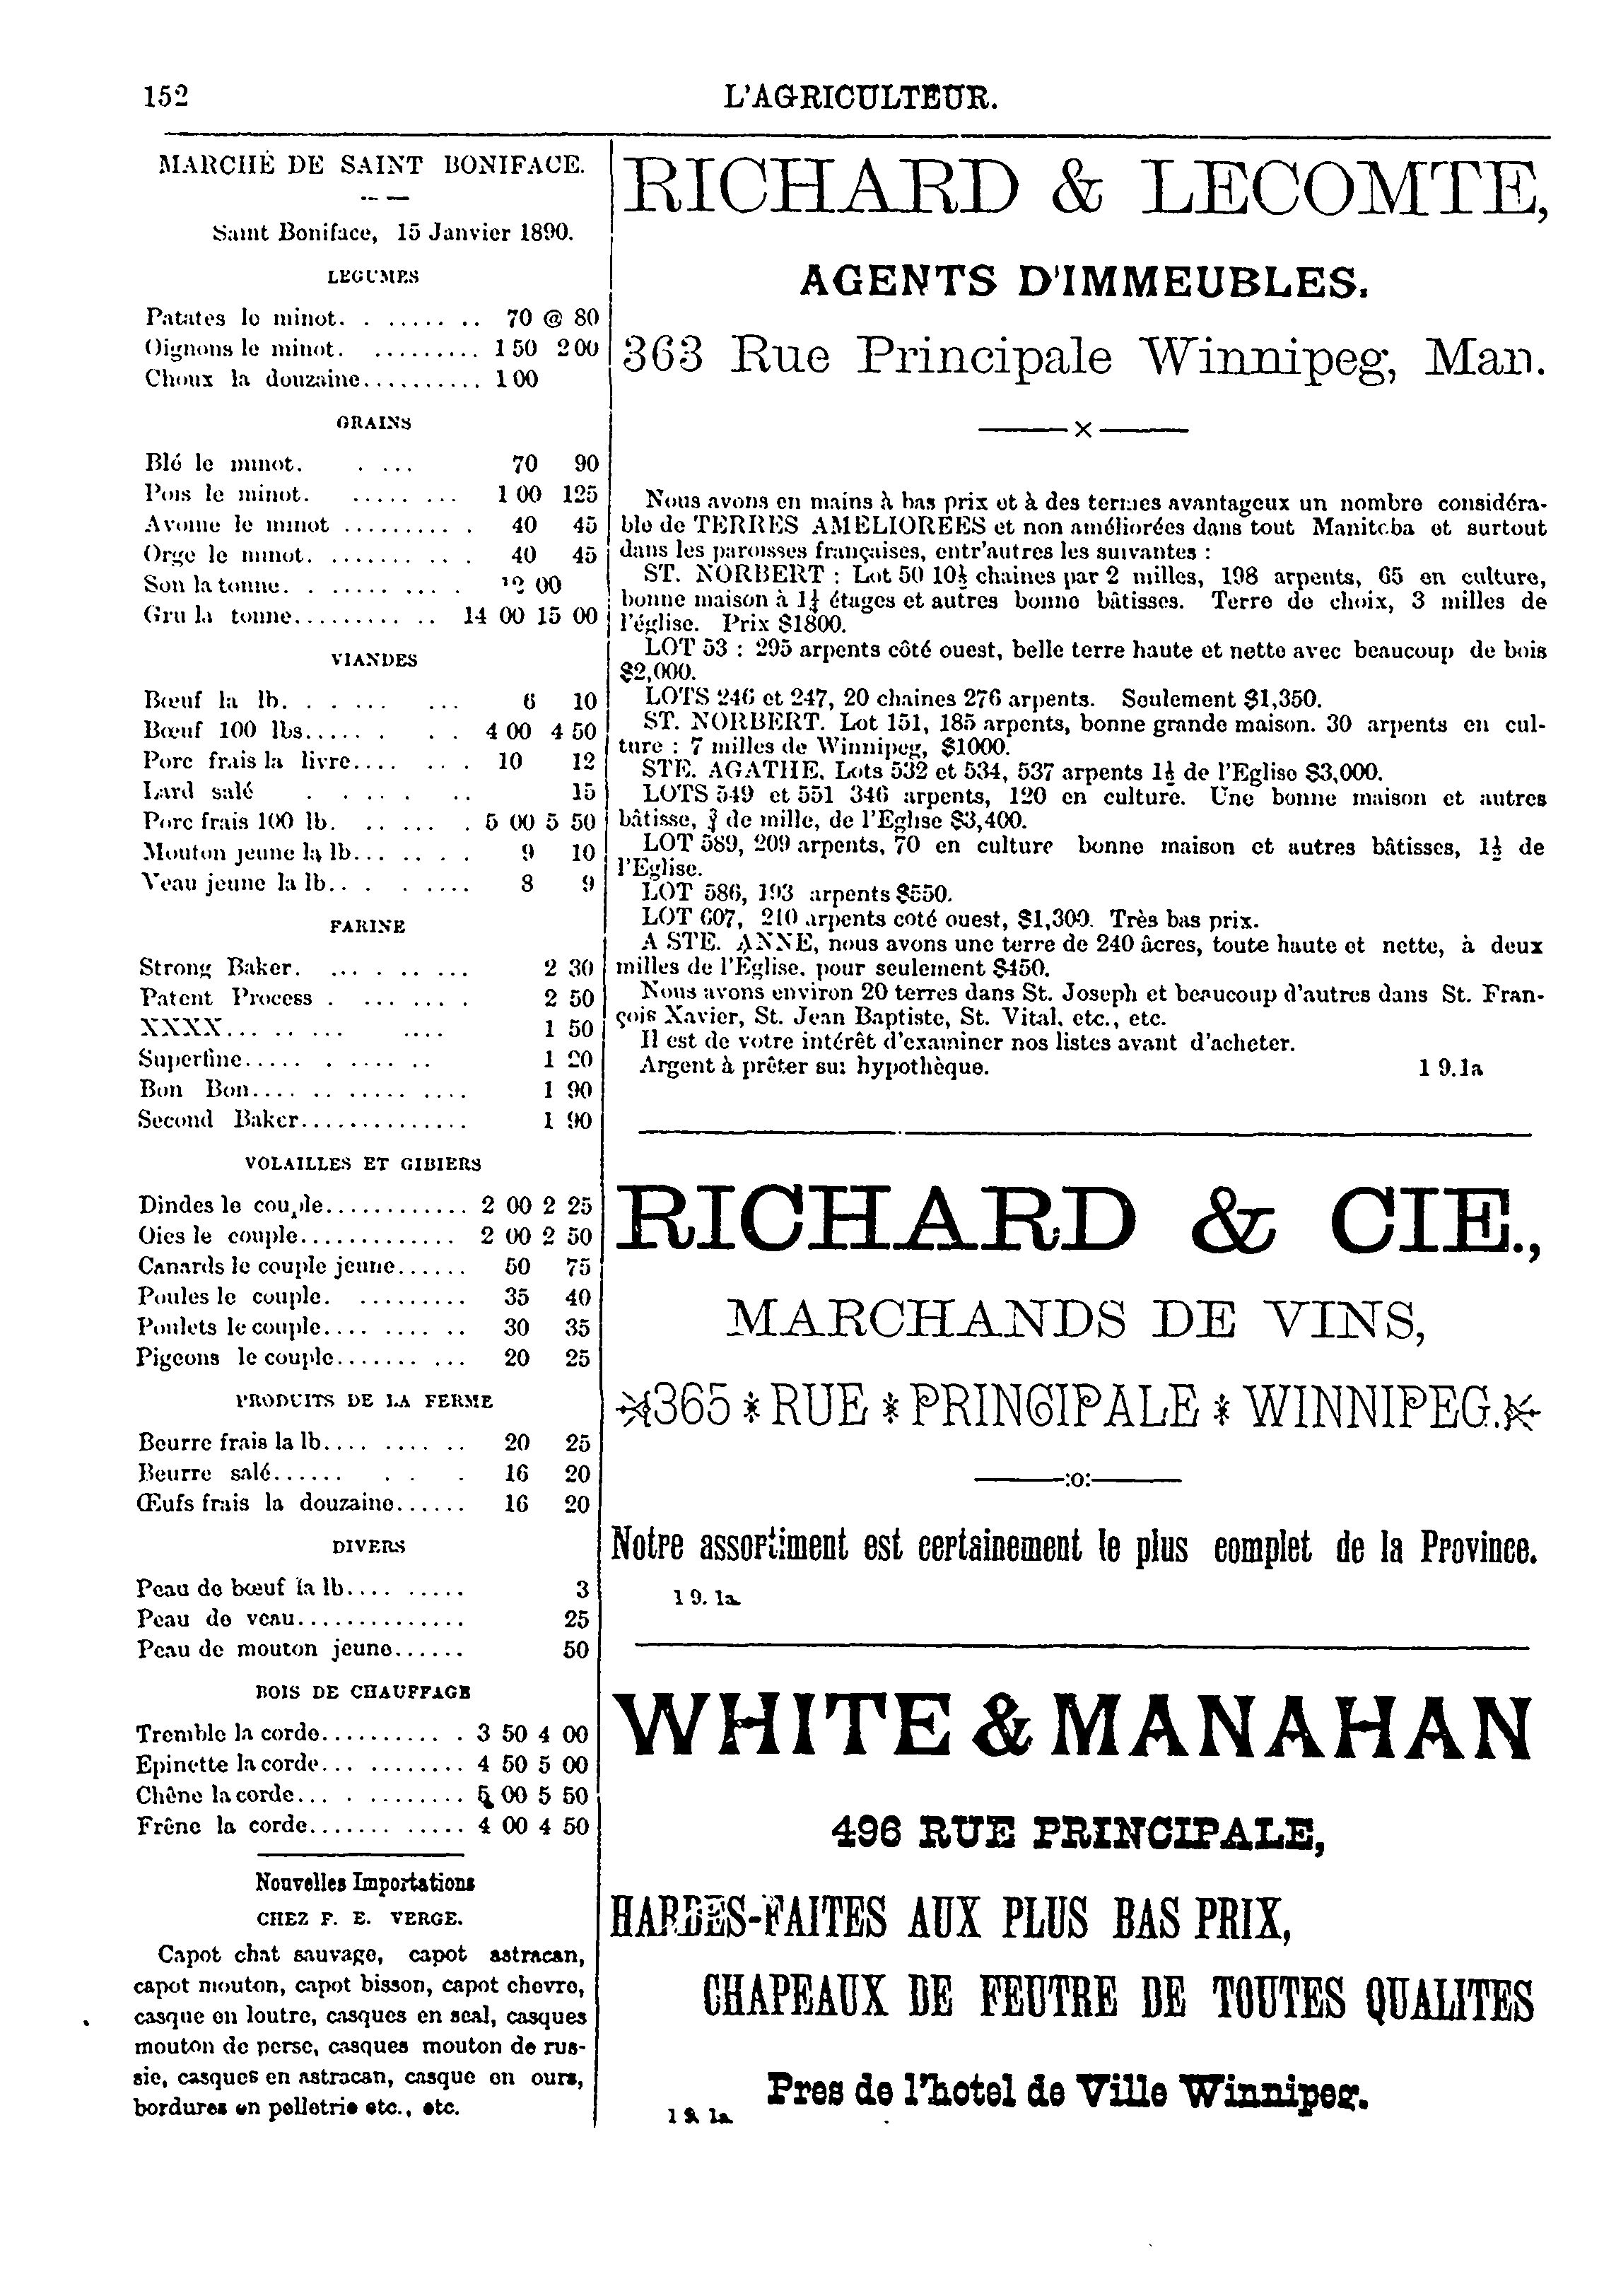 152
L'AGRICULTEUR.
MARCHÉ DE SAINT BONIFACE.
Saint Boniface, 15 Janvier 1890.
LEGUMES
Patates le minot. . ....... .. 70 @ 80
Oignons le minot. ......... 1 50 2 00
Choux la douzaine.......... 1 00
GRAINS
Blé le minot. . ... 70 90
Pois le minot. ..... ... 1 00 125
Avoine le minot .......... 40 45
Orge le minot. ........ .. . 40 45
Son la tonne. . ...... .. . . 12 00
Gru la tonne......... .. 14 00 15 00
VIANDES
Bœuf la lb. . . ... ... 6 10
Bœuf 100 lbs..... . . . 4 00 4 50
Porc frais la livre.... .. . 10 12
Lard salé . .. .. . .. 15
Porc frais 100 lb. .. ... . 5 00 5 50
Mouton jeune la lb... .. . . 9 10
Veau jeune la lb.. . . .... 8 9
FARINE
Strong Baker. ... . .. ... 2 30
Patent Process . ... ... . 2 50
XXXX... .. .. ... .... 1 50
Superfine..... . .... .. 1 20
Bon Bon.... .. ..... .... 1 90
Second Baker.............. 1 90
VOLAILLES ET GIBIERS
Dindes le couple............ 2 00 2 25
Oies le couple............. 2 00 2 50
Canards le couple jeune...... 50 75
Poules le couple. ......... 35 40
Poulets le couple.... .... .. 30 35
Pigeons le couple....... ... 20 25
PRODUITS DE LA FERME
Beurre frais la lb.... .... .. 20 25
Beurre salé...... . . . 16 20
Œufs frais la douzaine...... 16 20
DIVERS
Peau de bœuf la lb.... ..... 3
Peau de veau.............. 25
Peau de mouton jeune...... 50
BOIS DE CHAUFFAGE
Tremble la corde.......... . 3 50 4 00
Epinette la corde... ........ 4 50 5 00
Chêne la corde... . ........ 5 00 5 50
Frêne la corde....... ..... 4 00 4 50
Nouvelles Importations
CHEZ F. E. VERGE.
Capot chat sauvage, capot astracan,
capot mouton, capot bisson, capot chevre,
casque en loutre, casques en seal, casques
mouton de perse, casques mouton de rus-
sie, casques en astracan, casque en ours,
bordures en pelletrie etc., etc.
RICHARD & LECOMTE,
AGENTS D'IMMEUBLES.
363 Rue Principale Winnipeg, Man.
x
Nous avons en mains à bas prix et à des termes avantageux un nombre considéra-
ble de TERRES AMELIOREES et non améliorées dans tout Manitoba et surtout
dans les paroisses françaises, entr'autres les suivantes :
ST. NORBERT : Lot 50 10½ chaines par 2 milles, 198 arpents, 65 en culture,
bonne maison à 1½ étages et autres bonne bâtisses. Terre de choix, 3 milles de
l'église. Prix $1800.
LOT 53 : 295 arpents côté ouest, belle terre haute et nette avec beaucoup de bois
$2,000.
LOTS 246 et 247, 20 chaines 276 arpents. Seulement $1,350.
ST. NORBERT. Lot 151, 185 arpents, bonne grande maison. 30 arpents en cul-
ture : 7 milles de Winnipeg, $1000.
STE. AGATHE. Lots 532 et 534, 537 arpents 1½ de l'Eglise $3,000.
LOTS 549 et 551 346 arpents, 120 en culture. Une bonne maison et autres
bâtisse, ¾ de mille, de l'Eglise $3,400.
LOT 589, 209 arpents, 70 en culture bonne maison et autres bâtisses, 1½ de
l'Eglise.
LOT 586, 193 arpents $550.
LOT 607, 210 arpents coté ouest, $1,300. Très bas prix.
A STE. ANNE, nous avons une terre de 240 âcres, toute haute et nette, à deux
milles de l'Eglise, pour seulement $450.
Nous avons environ 20 terres dans St. Joseph et beaucoup d'autres dans St. Fran-
çois Xavier, St. Jean Baptiste, St. Vital, etc., etc.
Il est de votre intérêt d'examiner nos listes avant d'acheter.
Argent à prêter sur hypothèque. 1 9.1a
RICHARD & CIE.,
MARCHANDS DE VINS,
365 * RUE * PRINCIPALE * WINNIPEG.
:o:
Notre assortiment est certainement le plus complet de la Province.
1 9. 1a
WHITE & MANAHAN
496 RUE PRINCIPALE,
HARDES-FAITES AUX PLUS BAS PRIX,
CHAPEAUX DE FEUTRE DE TOUTES QUALITES
Pres de l'hotel de Ville Winnipeg.
1 9. 1a